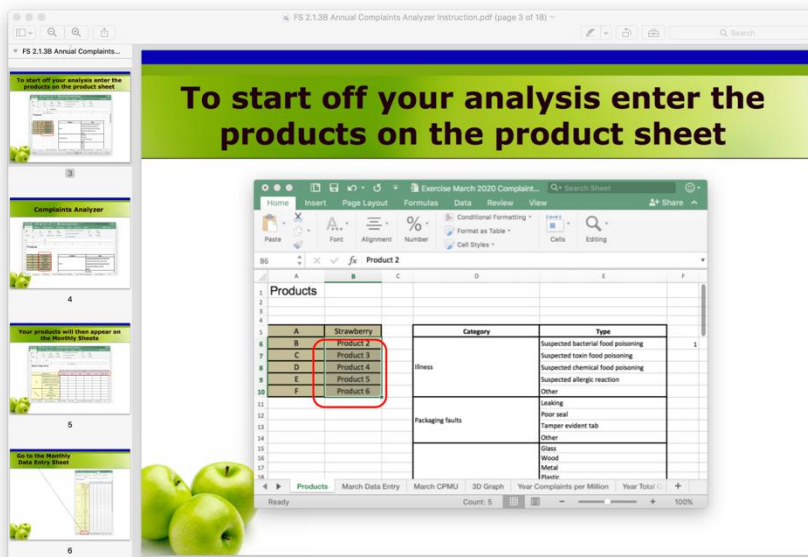 FS 2.1.3B Annual Complaints Analyzer Instruction.pdf (page 3 of 18)
Search
FS 2.1.3B Annual Complaints...
To start off your analysis enter the
products on the product sheet
3
Complaints Analyzer
4
Your products will then appear on
the Monthly Sheets
5
Go to the Monthly
Data Entry Sheet
6
To start off your analysis enter the
products on the product sheet
Exercise March 2020 Complaint...
Search Sheet
Home Insert Page Layout Formulas Data Review View Share
Paste Font Alignment Number Conditional Formatting Format as Table Cell Styles Cells Editing
B6 fx Product 2
A B C D E F
1 Products
2
3
4
5 A Strawberry Category Type
6 B Product 2 Suspected bacterial food poisoning 1
7 C Product 3 Suspected toxin food poisoning
8 D Product 4 Illness Suspected chemical food poisoning
9 E Product 5 Suspected allergic reaction
10 F Product 6 Other
11 Leaking
12 Packaging faults Poor seal
13 Tamper evident tab
14 Other
15 Glass
16 Wood
17 Metal
18 Plastic
Products March Data Entry March CPMU 3D Graph Year Complaints per Million Year Total +
Ready Count: 5 100%